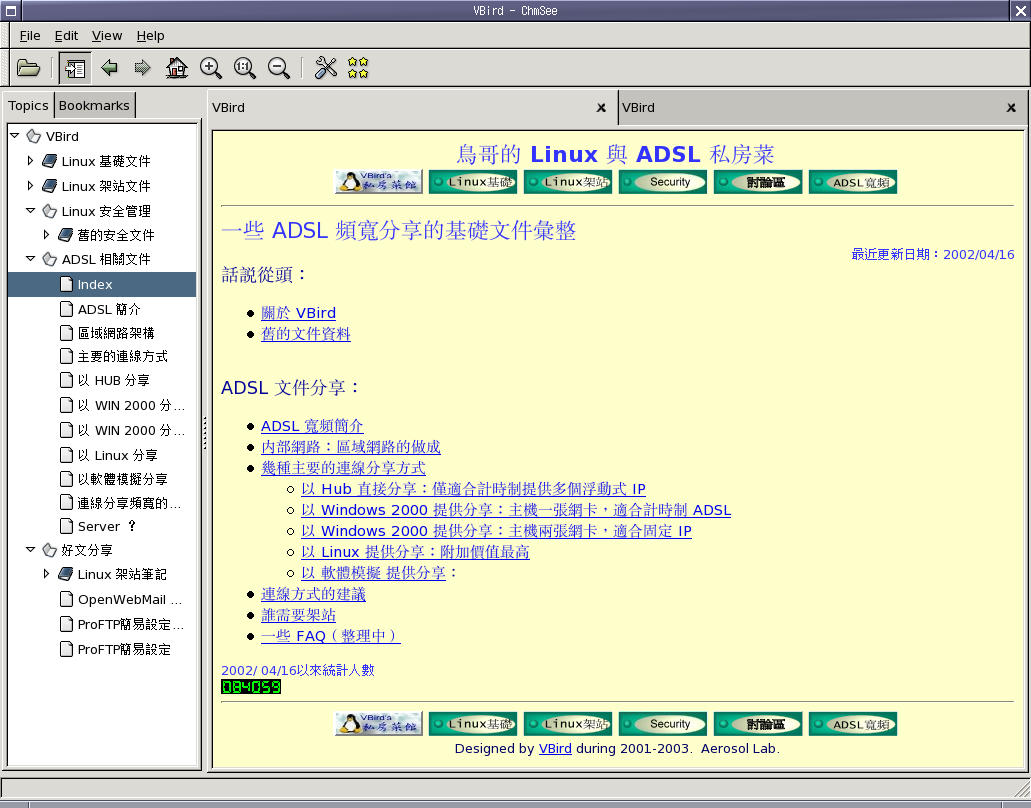 VBird - ChmSee
File Edit View Help
Topics Bookmarks
VBird
Linux 基礎文件
Linux 架站文件
Linux 安全管理
舊的安全文件
ADSL 相關文件
Index
ADSL 簡介
區域網路架構
主要的連線方式
以 HUB 分享
以 WIN 2000 分...
以 WIN 2000 分...
以 Linux 分享
以軟體模擬分享
連線分享頻寬的...
Server ？
好文分享
Linux 架站筆記
OpenWebMail ...
ProFTP簡易設定...
ProFTP簡易設定
VBird VBird
鳥哥的 Linux 與 ADSL 私房菜
VBird's 私房菜館 Linux基礎 Linux架站 Security 討論區 ADSL寬頻
一些 ADSL 頻寬分享的基礎文件彙整
最近更新日期：2002/04/16
話說從頭：
關於 VBird
舊的文件資料
ADSL 文件分享：
ADSL 寬頻簡介
內部網路：區域網路的做成
幾種主要的連線分享方式
以 Hub 直接分享：僅適合計時制提供多個浮動式 IP
以 Windows 2000 提供分享：主機一張網卡，適合計時制 ADSL
以 Windows 2000 提供分享：主機兩張網卡，適合固定 IP
以 Linux 提供分享：附加價值最高
以 軟體模擬 提供分享：
連線方式的建議
誰需要架站
一些 FAQ（整理中）
2002/ 04/16以來統計人數
084059
VBird's 私房菜館 Linux基礎 Linux架站 Security 討論區 ADSL寬頻
Designed by VBird during 2001-2003. Aerosol Lab.